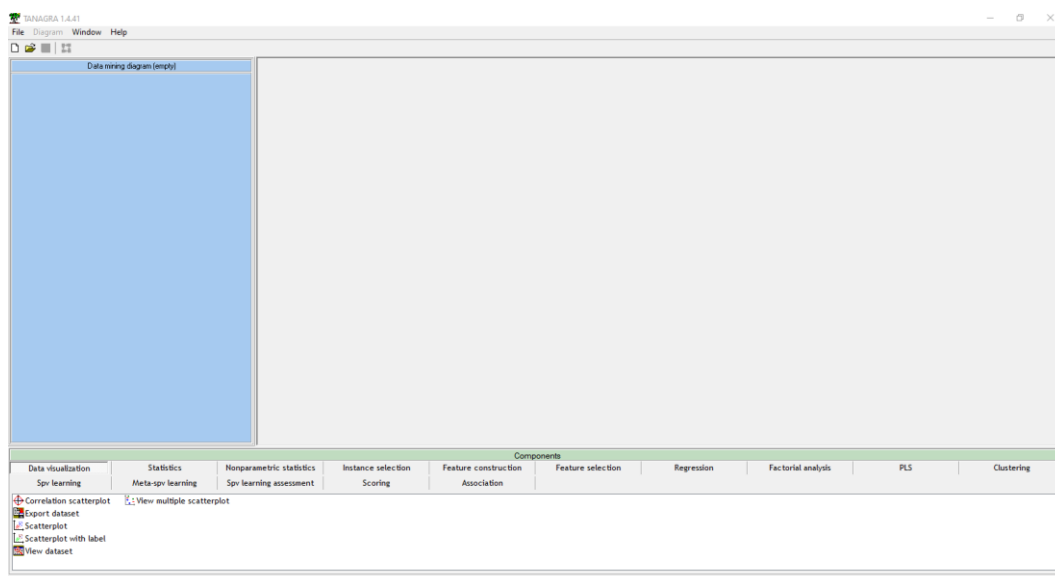 TANAGRA 1.4.41
File Diagram Window Help
Data mining diagram (empty)
Components
Data visualization Statistics Nonparametric statistics Instance selection Feature construction Feature selection Regression Factorial analysis PLS Clustering
Spv learning Meta-spv learning Spv learning assessment Scoring Association
Correlation scatterplot View multiple scatterplot
Export dataset
Scatterplot
Scatterplot with label
View dataset